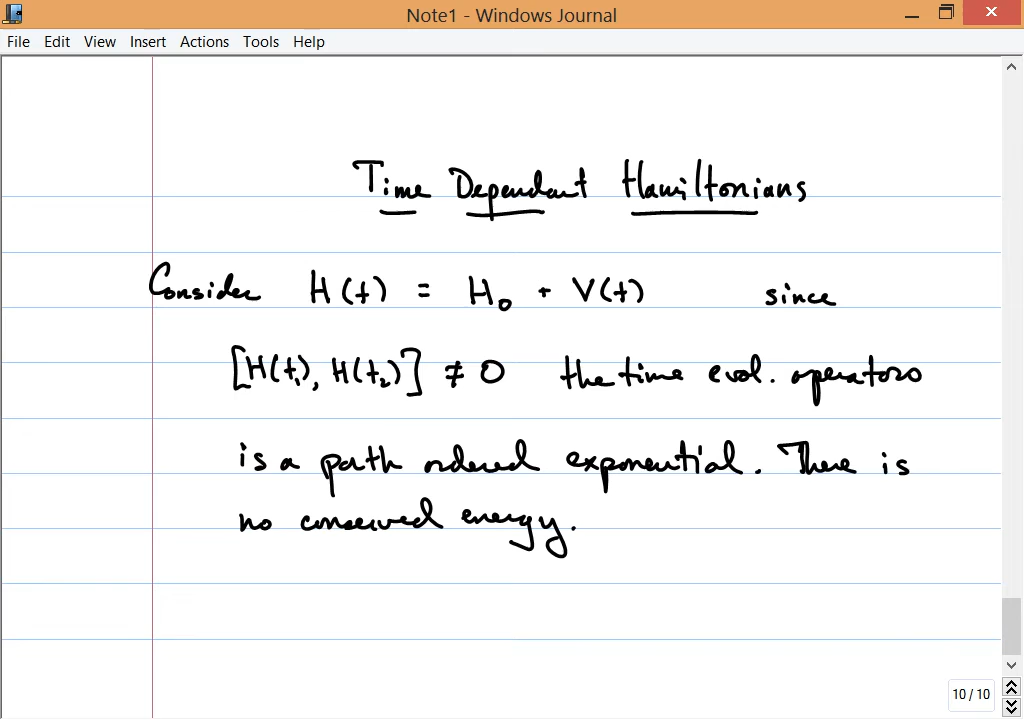 Note1 - Windows Journal
File Edit View Insert Actions Tools Help
Time Dependant Hamiltonians
Consider H(t) = H₀ + V(t) since
[H(t₁), H(t₂)] ≠ 0 the time evol. operators
is a path ordered exponential. There is
no conserved energy.
10 / 10